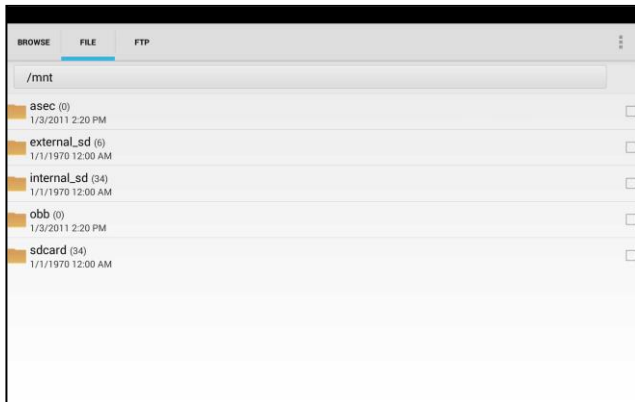 BROWSE FILE FTP
/mnt
asec (0)
1/3/2011 2:20 PM
external_sd (6)
1/1/1970 12:00 AM
internal_sd (34)
1/1/1970 12:00 AM
obb (0)
1/3/2011 2:20 PM
sdcard (34)
1/1/1970 12:00 AM